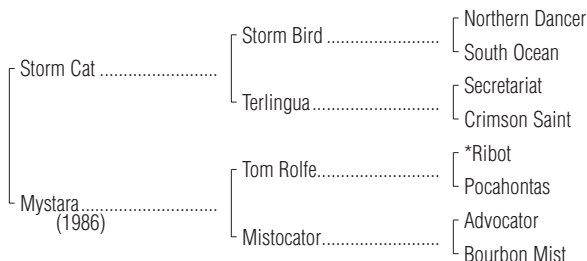 Northern Dancer
Storm Bird ........................
South Ocean
Storm Cat .........................
Secretariat
Terlingua ...........................
Crimson Saint
*Ribot
Tom Rolfe..........................
Pocahontas
Mystara.............................
(1986)
Advocator
Mistocator.........................
Bourbon Mist